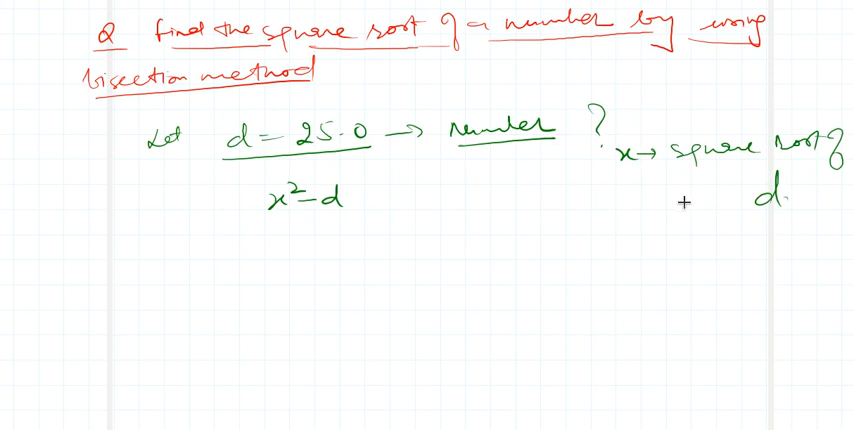 Q find the square root of a number by using
bisection method
Let d = 25.0 → Number ?
x → square root of
d.
x² - d